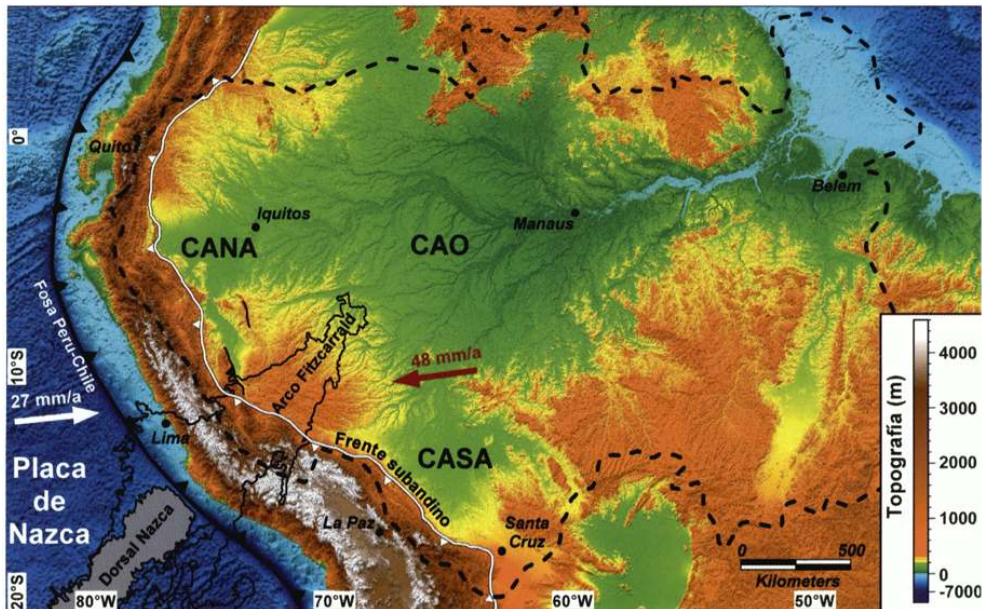 0°
Quito
Iquitos
CANA
CAO
Manaus
Belem
Fosa Peru-Chile
10°S
27 mm/a
Arco Fitzcarrald
48 mm/a
Lima
Frente subandino
CASA
Placa
de
Nazca
La Paz
Santa
Cruz
Dorsal Nazca
20°S
80°W
70°W
60°W
50°W
0
500
Kilometers
Topografia (m)
4000
3000
2000
1000
0
-7000